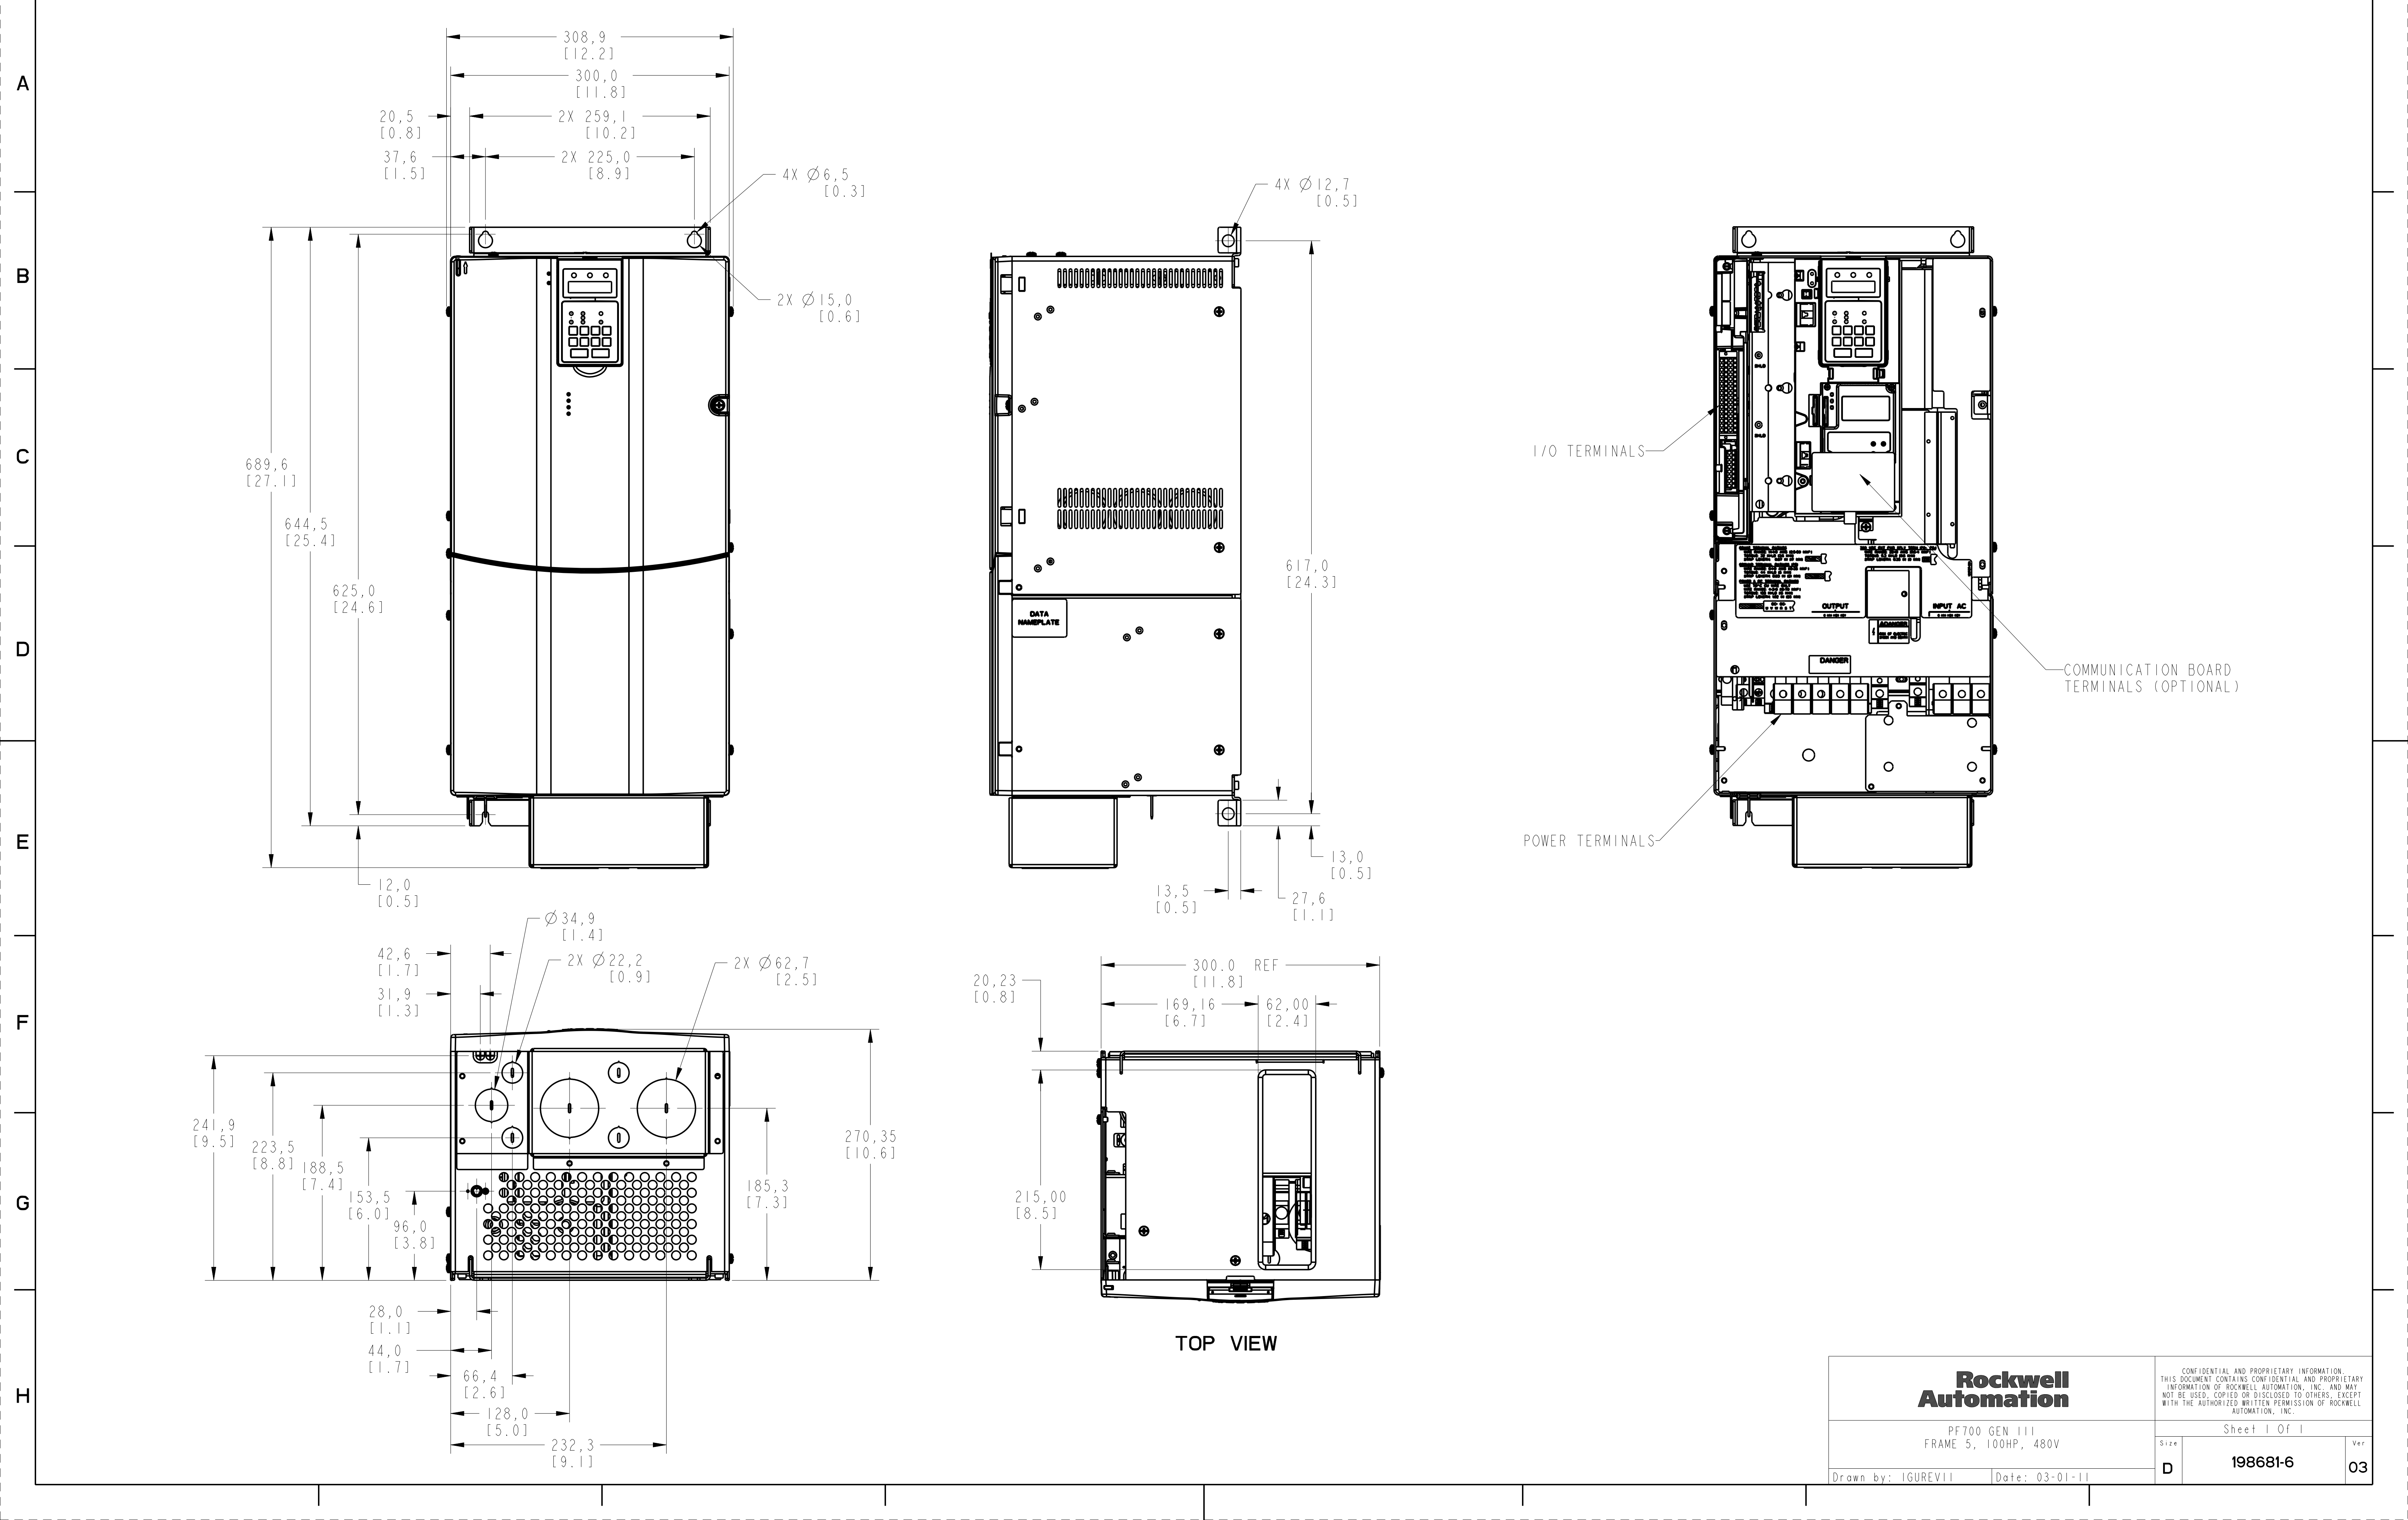 A
B
C
D
E
F
G
H
308,9
[12.2]
300,0
[11.8]
20,5
[0.8]
2X 259,1
[10.2]
37,6
[1.5]
2X 225,0
[8.9]
4X Ø6,5
[0.3]
2X Ø15,0
[0.6]
689,6
[27.1]
644,5
[25.4]
625,0
[24.6]
12,0
[0.5]
4X Ø12,7
[0.5]
617,0
[24.3]
DATA
NAMEPLATE
13,0
[0.5]
13,5
[0.5]
27,6
[1.1]
I/O TERMINALS
OUTPUT
INPUT AC
DANGER
DANGER
COMMUNICATION BOARD
TERMINALS (OPTIONAL)
POWER TERMINALS
Ø34,9
[1.4]
42,6
[1.7]
2X Ø22,2
[0.9]
2X Ø62,7
[2.5]
31,9
[1.3]
241,9
[9.5]
223,5
[8.8]
188,5
[7.4]
153,5
[6.0]
96,0
[3.8]
185,3
[7.3]
270,35
[10.6]
28,0
[1.1]
44,0
[1.7]
66,4
[2.6]
128,0
[5.0]
232,3
[9.1]
300.0 REF
[11.8]
20,23
[0.8]
169,16
[6.7]
62,00
[2.4]
215,00
[8.5]
TOP VIEW
Rockwell
Automation
CONFIDENTIAL AND PROPRIETARY INFORMATION.
THIS DOCUMENT CONTAINS CONFIDENTIAL AND PROPRIETARY
INFORMATION OF ROCKWELL AUTOMATION, INC. AND MAY
NOT BE USED, COPIED OR DISCLOSED TO OTHERS, EXCEPT
WITH THE AUTHORIZED WRITTEN PERMISSION OF ROCKWELL
AUTOMATION, INC.
PF700 GEN III
FRAME 5, 100HP, 480V
Sheet 1 Of 1
Size
D
198681-6
Ver
03
Drawn by: IGUREVII
Date: 03-01-11